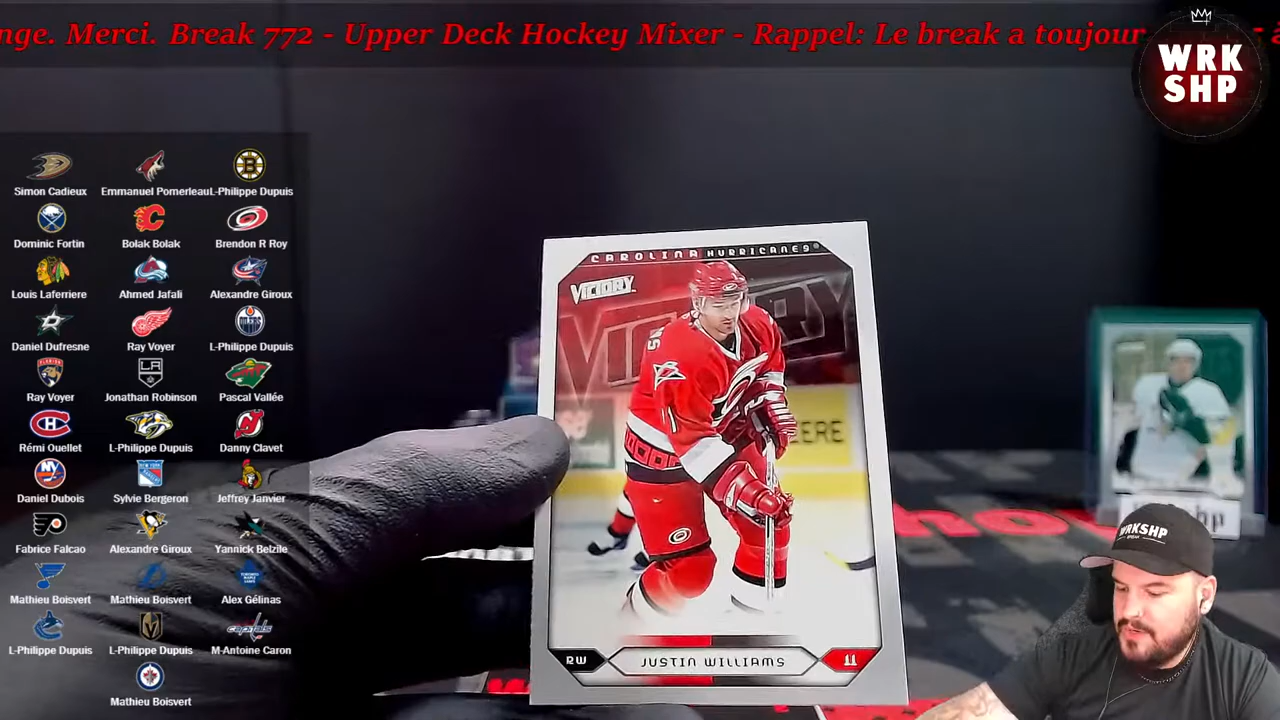 nge. Merci. Break 772 - Upper Deck Hockey Mixer - Rappel: Le break a toujour
WRK
SHP
Simon Cadieux
Emmanuel Pomerleau
L-Philippe Dupuis
Dominic Fortin
Bolak Bolak
Brendon R Roy
Louis Laferriere
Ahmed Jafali
Alexandre Giroux
Daniel Dufresne
Ray Voyer
L-Philippe Dupuis
Ray Voyer
Jonathan Robinson
Pascal Vallée
Rémi Ouellet
L-Philippe Dupuis
Danny Clavet
Daniel Dubois
Sylvie Bergeron
Jeffrey Janvier
Fabrice Falcao
Alexandre Giroux
Yannick Belzile
Mathieu Boisvert
Mathieu Boisvert
Alex Gélinas
L-Philippe Dupuis
L-Philippe Dupuis
M-Antoine Caron
Mathieu Boisvert
CAROLINA HURRICANES
VICTORY
VICTORY
RW
JUSTIN WILLIAMS
11
WRKSHP